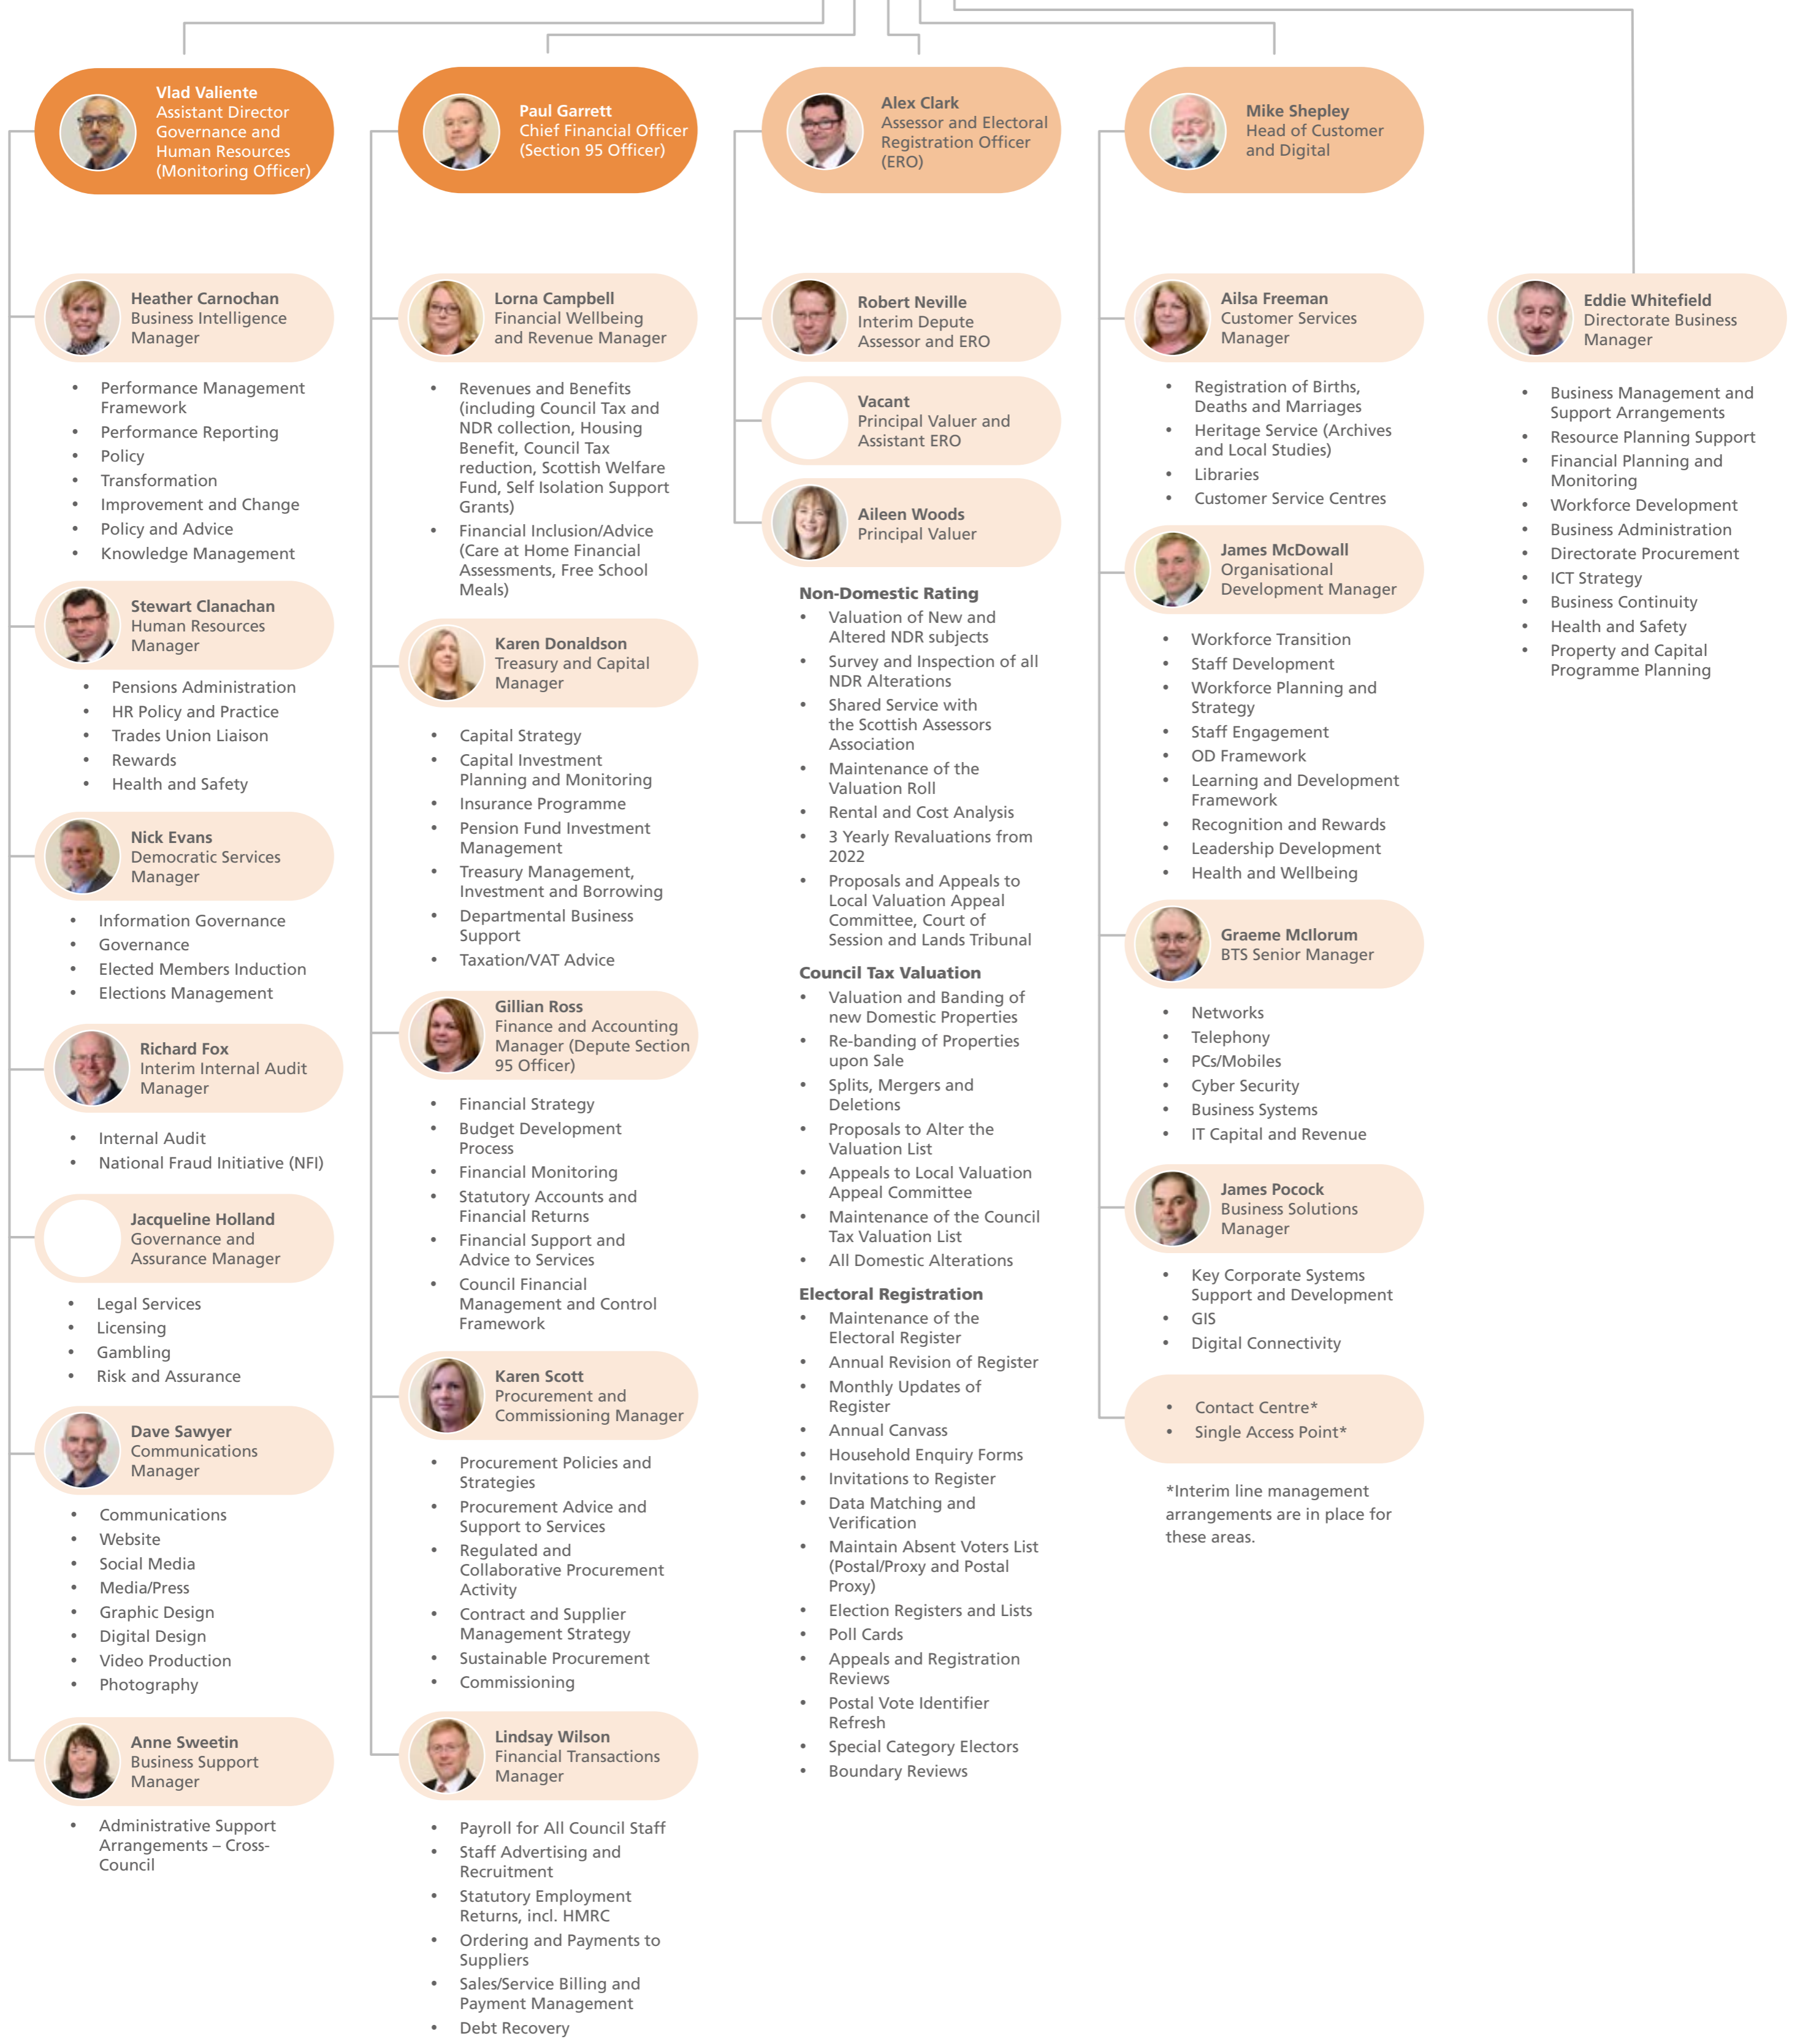 Vlad Valiente
Assistant Director
Governance and
Human Resources
(Monitoring Officer)
Heather Carnochan
Business Intelligence
Manager
• Performance Management
Framework
• Performance Reporting
• Policy
• Transformation
• Improvement and Change
• Policy and Advice
• Knowledge Management
Stewart Clanachan
Human Resources
Manager
• Pensions Administration
• HR Policy and Practice
• Trades Union Liaison
• Rewards
• Health and Safety
Nick Evans
Democratic Services
Manager
• Information Governance
• Governance
• Elected Members Induction
• Elections Management
Richard Fox
Interim Internal Audit
Manager
• Internal Audit
• National Fraud Initiative (NFI)
Jacqueline Holland
Governance and
Assurance Manager
• Legal Services
• Licensing
• Gambling
• Risk and Assurance
Dave Sawyer
Communications
Manager
• Communications
• Website
• Social Media
• Media/Press
• Graphic Design
• Digital Design
• Video Production
• Photography
Anne Sweetin
Business Support
Manager
• Administrative Support
Arrangements – Cross-
Council
Paul Garrett
Chief Financial Officer
(Section 95 Officer)
Lorna Campbell
Financial Wellbeing
and Revenue Manager
• Revenues and Benefits
(including Council Tax and
NDR collection, Housing
Benefit, Council Tax
reduction, Scottish Welfare
Fund, Self Isolation Support
Grants)
• Financial Inclusion/Advice
(Care at Home Financial
Assessments, Free School
Meals)
Karen Donaldson
Treasury and Capital
Manager
• Capital Strategy
• Capital Investment
Planning and Monitoring
• Insurance Programme
• Pension Fund Investment
Management
• Treasury Management,
Investment and Borrowing
• Departmental Business
Support
• Taxation/VAT Advice
Gillian Ross
Finance and Accounting
Manager (Depute Section
95 Officer)
• Financial Strategy
• Budget Development
Process
• Financial Monitoring
• Statutory Accounts and
Financial Returns
• Financial Support and
Advice to Services
• Council Financial
Management and Control
Framework
Karen Scott
Procurement and
Commissioning Manager
• Procurement Policies and
Strategies
• Procurement Advice and
Support to Services
• Regulated and
Collaborative Procurement
Activity
• Contract and Supplier
Management Strategy
• Sustainable Procurement
• Commissioning
Lindsay Wilson
Financial Transactions
Manager
• Payroll for All Council Staff
• Staff Advertising and
Recruitment
• Statutory Employment
Returns, incl. HMRC
• Ordering and Payments to
Suppliers
• Sales/Service Billing and
Payment Management
• Debt Recovery
Alex Clark
Assessor and Electoral
Registration Officer
(ERO)
Robert Neville
Interim Depute
Assessor and ERO
Vacant
Principal Valuer and
Assistant ERO
Aileen Woods
Principal Valuer
Non-Domestic Rating
• Valuation of New and
Altered NDR subjects
• Survey and Inspection of all
NDR Alterations
• Shared Service with
the Scottish Assessors
Association
• Maintenance of the
Valuation Roll
• Rental and Cost Analysis
• 3 Yearly Revaluations from
2022
• Proposals and Appeals to
Local Valuation Appeal
Committee, Court of
Session and Lands Tribunal
Council Tax Valuation
• Valuation and Banding of
new Domestic Properties
• Re-banding of Properties
upon Sale
• Splits, Mergers and
Deletions
• Proposals to Alter the
Valuation List
• Appeals to Local Valuation
Appeal Committee
• Maintenance of the Council
Tax Valuation List
• All Domestic Alterations
Electoral Registration
• Maintenance of the
Electoral Register
• Annual Revision of Register
• Monthly Updates of
Register
• Annual Canvass
• Household Enquiry Forms
• Invitations to Register
• Data Matching and
Verification
• Maintain Absent Voters List
(Postal/Proxy and Postal
Proxy)
• Election Registers and Lists
• Poll Cards
• Appeals and Registration
Reviews
• Postal Vote Identifier
Refresh
• Special Category Electors
• Boundary Reviews
Mike Shepley
Head of Customer
and Digital
Ailsa Freeman
Customer Services
Manager
• Registration of Births,
Deaths and Marriages
• Heritage Service (Archives
and Local Studies)
• Libraries
• Customer Service Centres
James McDowall
Organisational
Development Manager
• Workforce Transition
• Staff Development
• Workforce Planning and
Strategy
• Staff Engagement
• OD Framework
• Learning and Development
Framework
• Recognition and Rewards
• Leadership Development
• Health and Wellbeing
Graeme McIlorum
BTS Senior Manager
• Networks
• Telephony
• PCs/Mobiles
• Cyber Security
• Business Systems
• IT Capital and Revenue
James Pocock
Business Solutions
Manager
• Key Corporate Systems
Support and Development
• GIS
• Digital Connectivity
• Contact Centre*
• Single Access Point*
*Interim line management
arrangements are in place for
these areas.
Eddie Whitefield
Directorate Business
Manager
• Business Management and
Support Arrangements
• Resource Planning Support
• Financial Planning and
Monitoring
• Workforce Development
• Business Administration
• Directorate Procurement
• ICT Strategy
• Business Continuity
• Health and Safety
• Property and Capital
Programme Planning